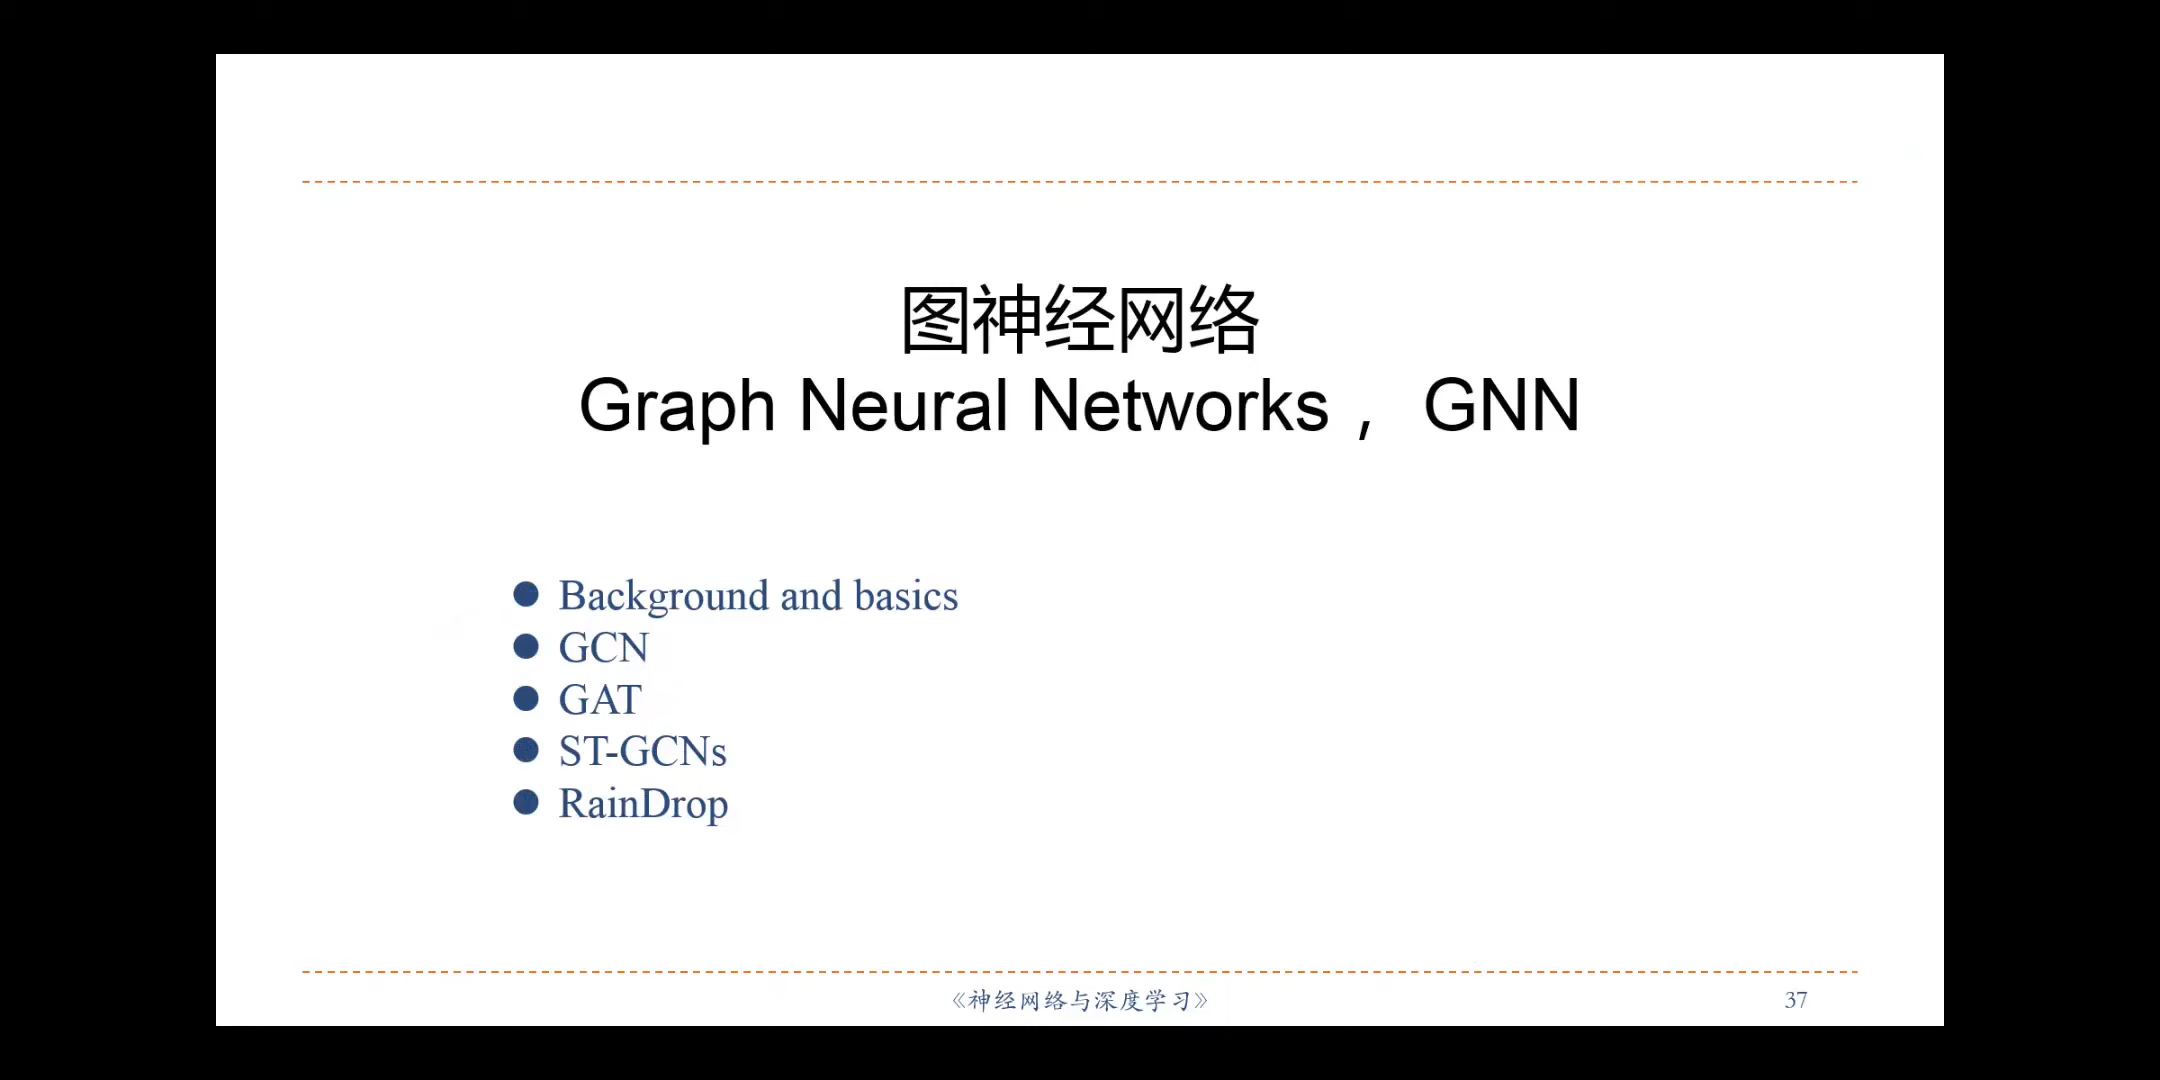 图神经网络
Graph Neural Networks，GNN
● Background and basics
● GCN
● GAT
● ST-GCNs
● RainDrop
《神经网络与深度学习》
37